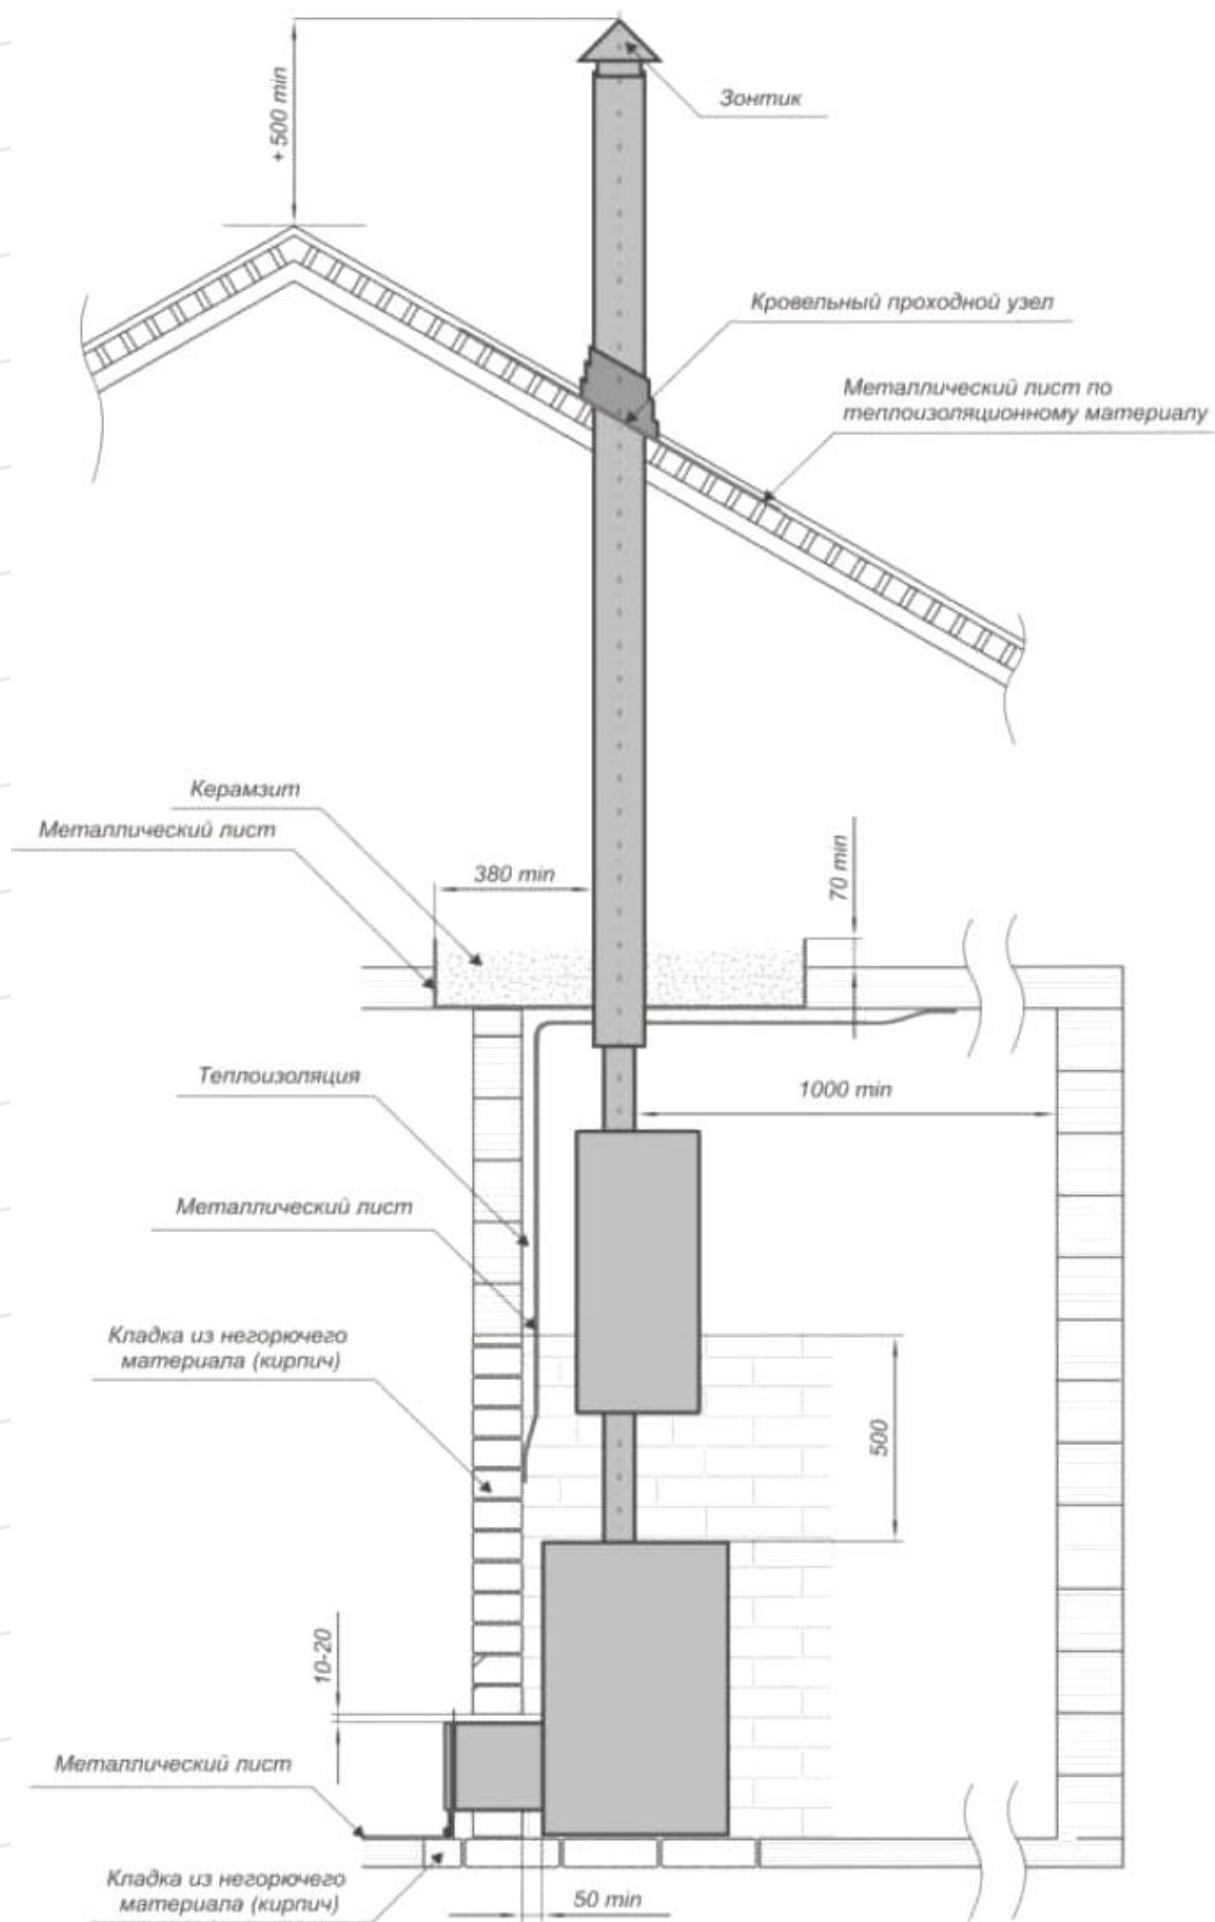 + 500 min
Зонтик
Кровельный проходной узел
Металлический лист по
теплоизоляционному материалу
Керамзит
Металлический лист
380 min
70 min
Теплоизоляция
1000 min
Металлический лист
Кладка из негорючего
материала (кирпич)
500
10-20
Металлический лист
Кладка из негорючего
материала (кирпич)
50 min